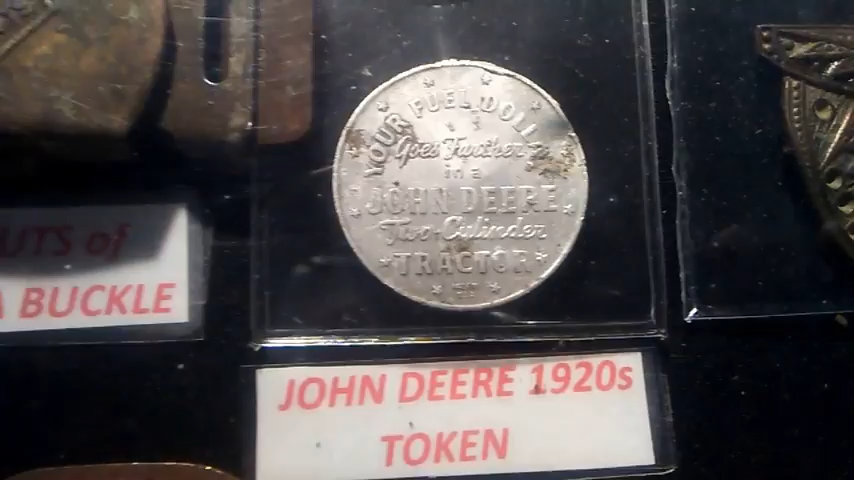 YOUR FUEL DOLL
Goes Further
in a
JOHN DEERE
Two-Cylinder
TRACTOR
UTS of
BUCKLE
JOHN DEERE 1920s
TOKEN